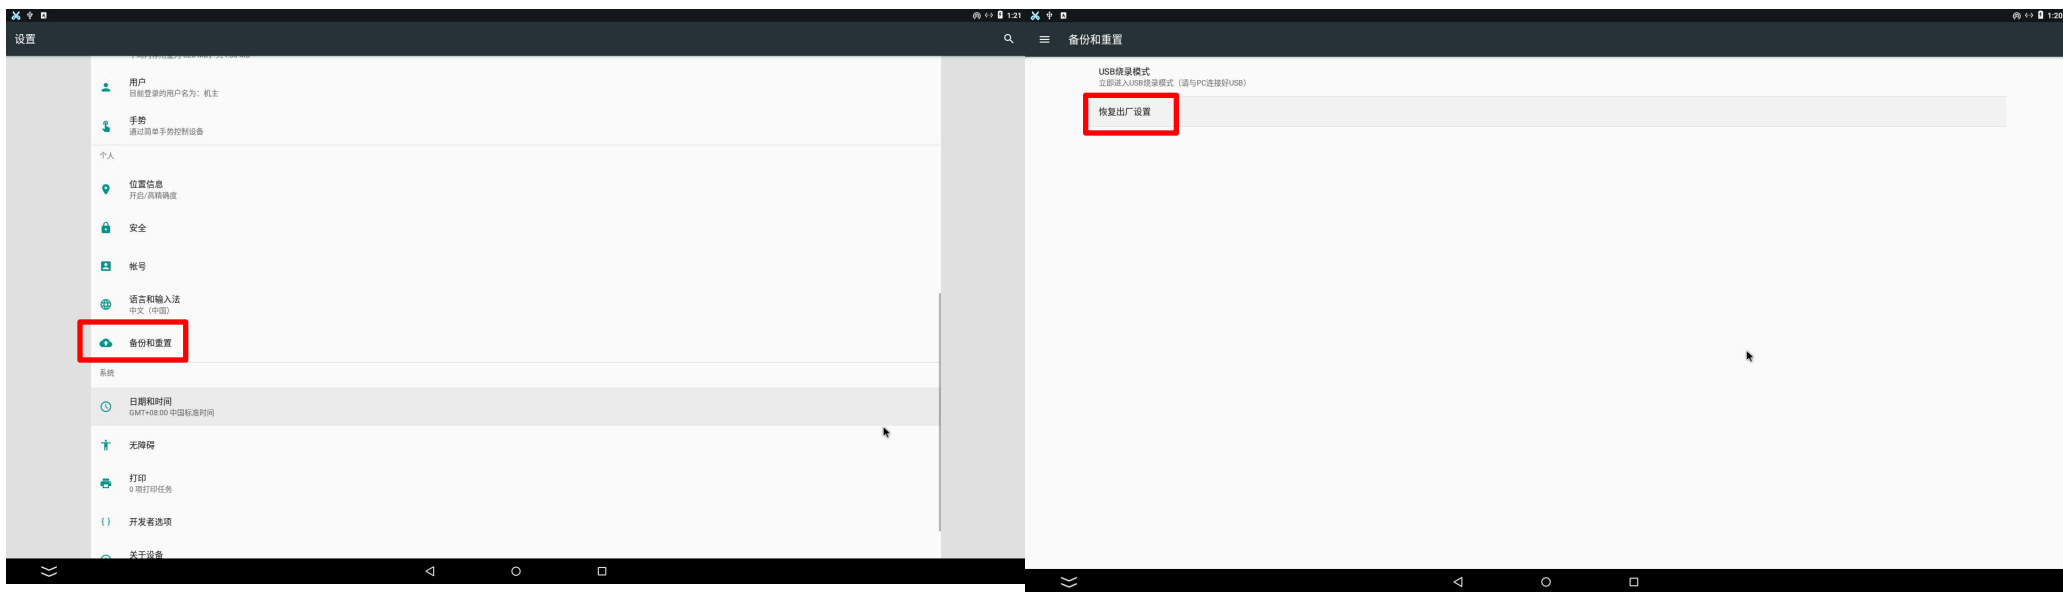 1:21
设置
用户
目前登录的用户名为：机主
手势
通过简单手势控制设备
个人
位置信息
开启/高精确度
安全
帐号
语言和输入法
中文（中国）
备份和重置
系统
日期和时间
GMT+08:00 中国标准时间
无障碍
打印
0 项打印任务
开发者选项
关于设备
1:20
备份和重置
USB烧录模式
立即进入USB烧录模式（请与PC连接好USB）
恢复出厂设置